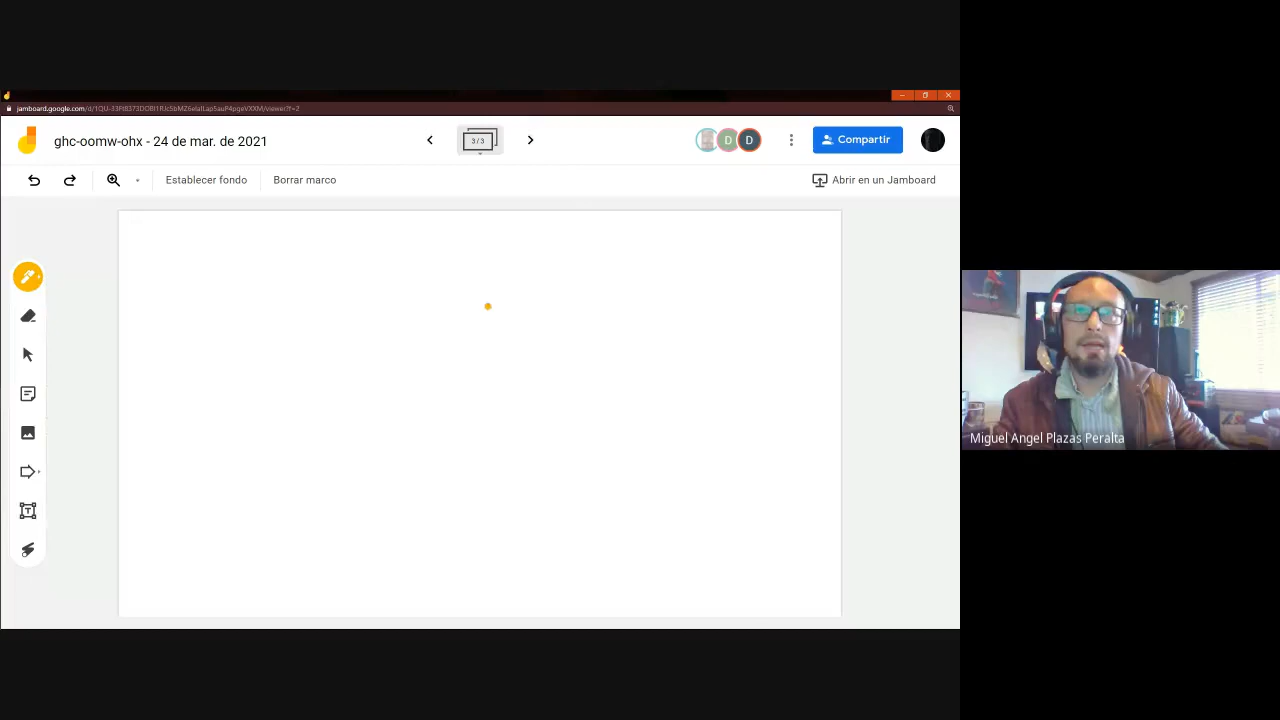 ghc-oomw-ohx - 24 de mar. de 2021
3 / 3
D
D
Compartir
Establecer fondo
Borrar marco
Abrir en un Jamboard
Miguel Angel Plazas Peralta